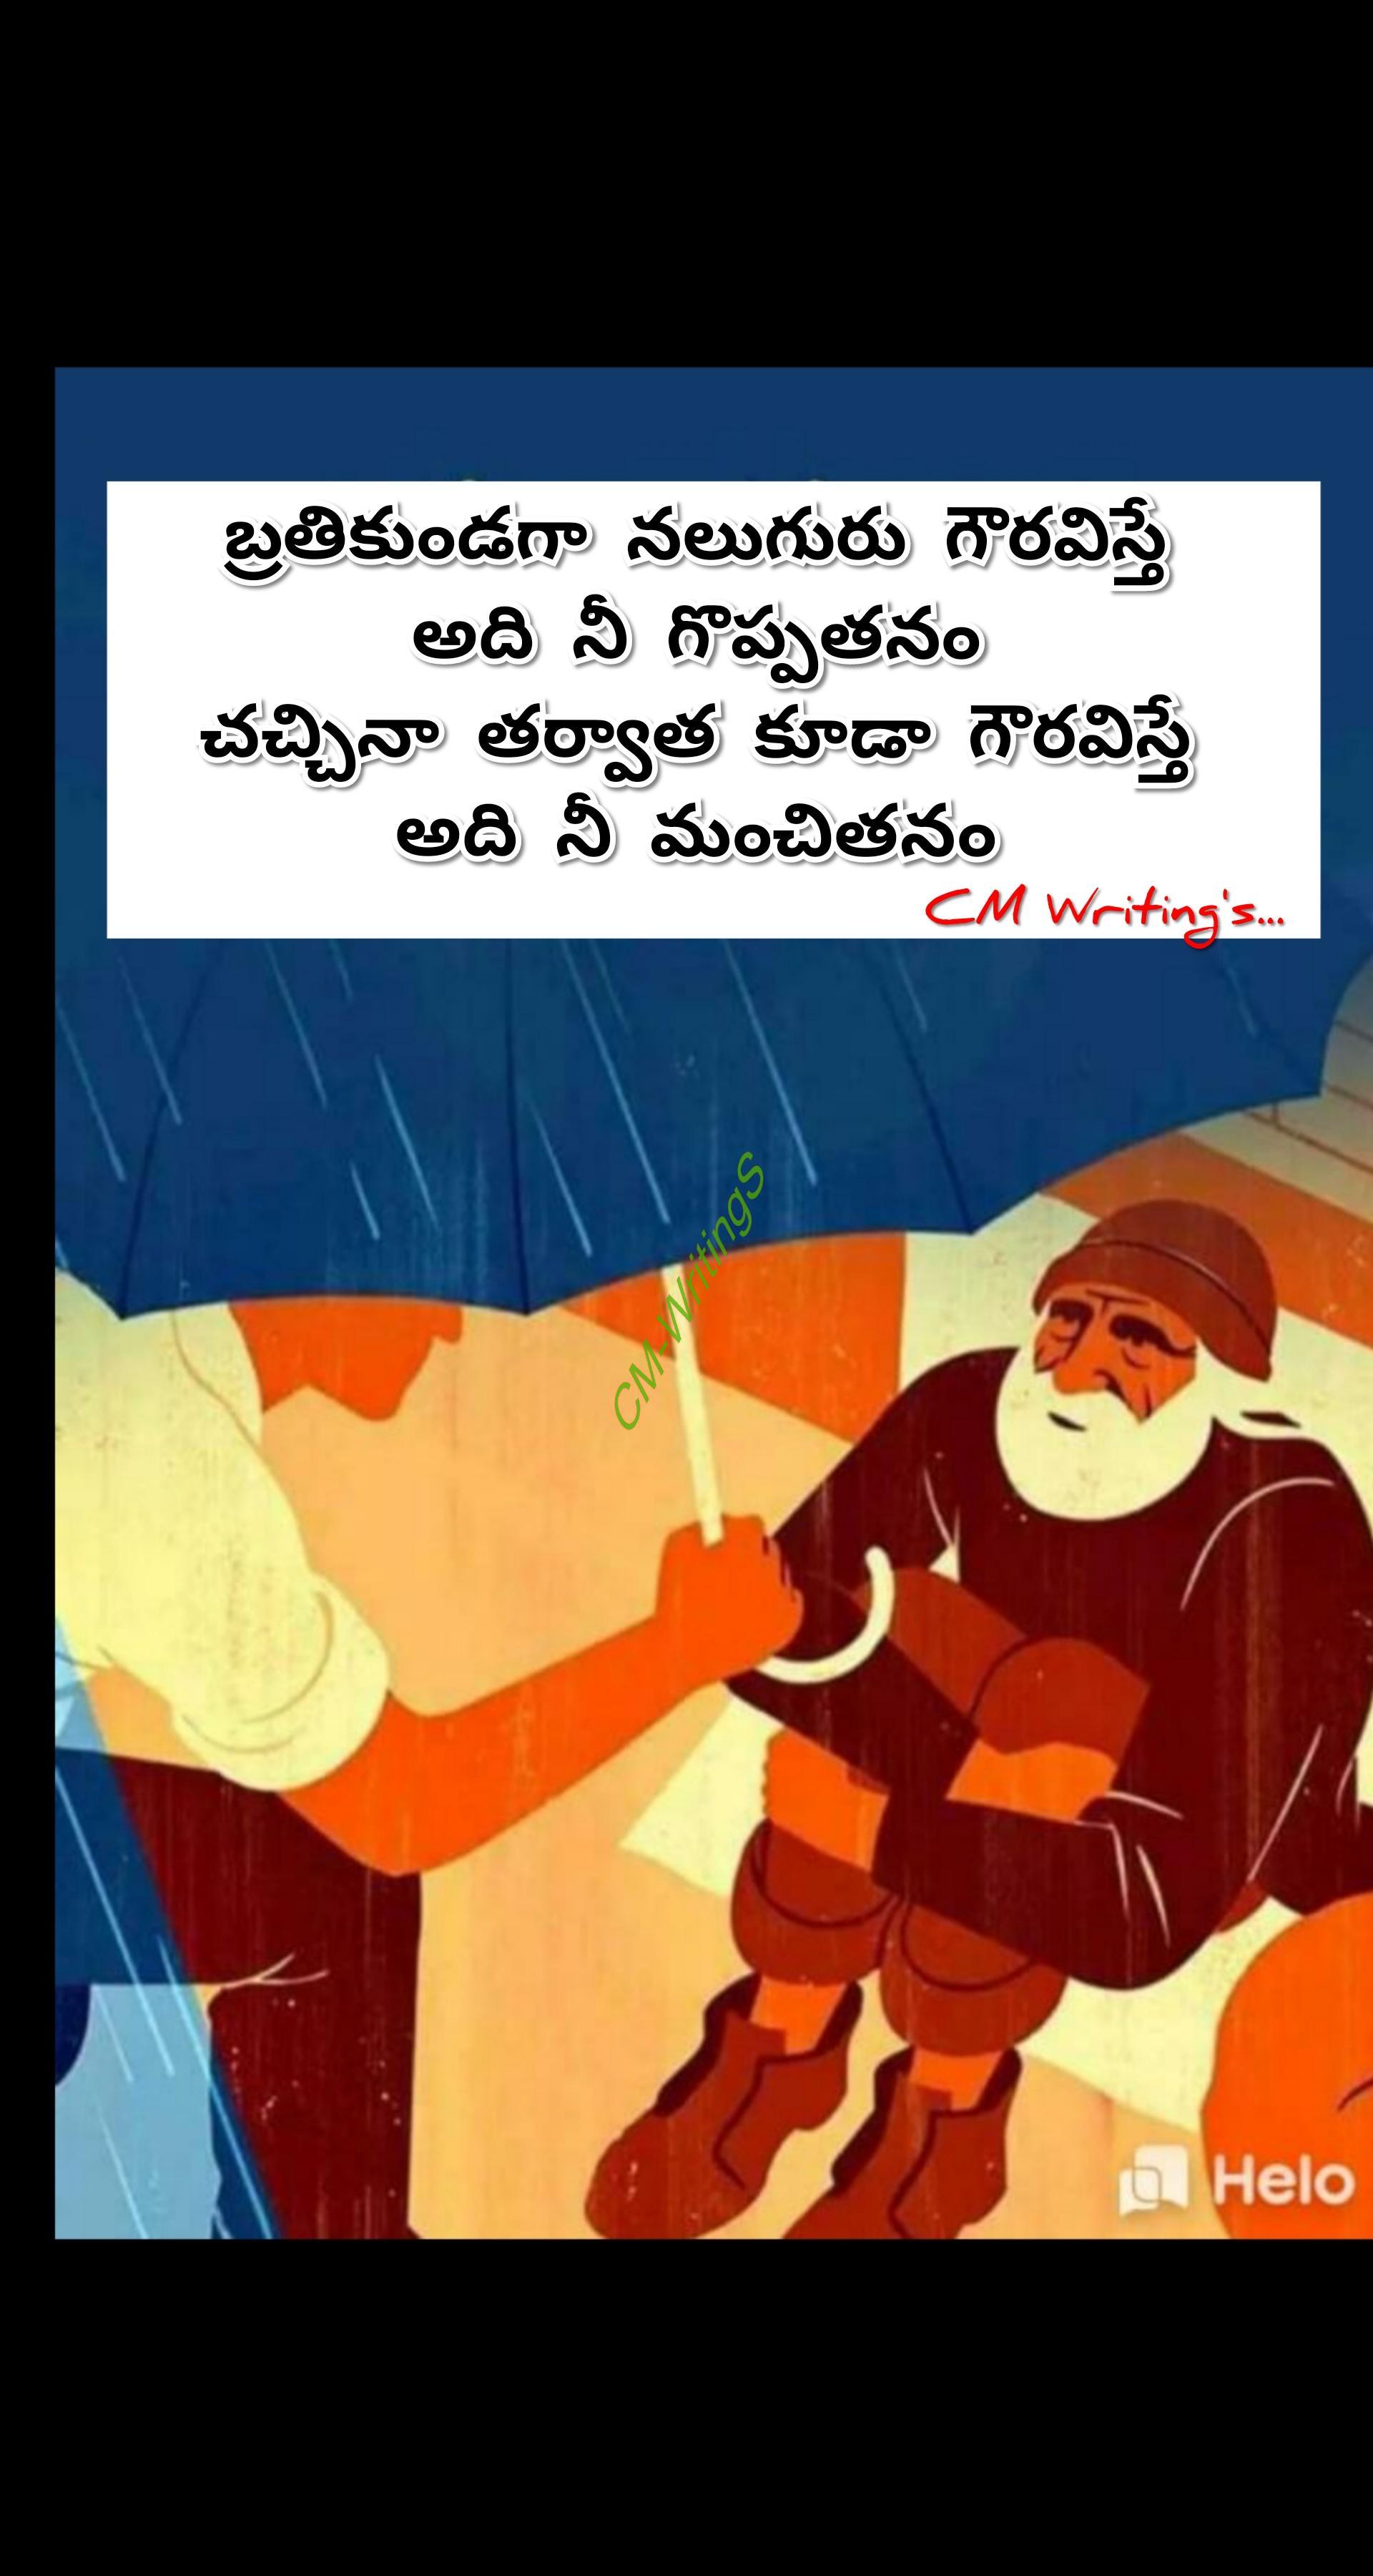 బ్రతికుండగా నలుగురు గౌరవిస్తే
అది నీ గొప్పతనం
చచ్చినా తర్వాత కూడా గౌరవిస్తే
అది నీ మంచితనం
CM Writing's...
CM-WritingS
Helo